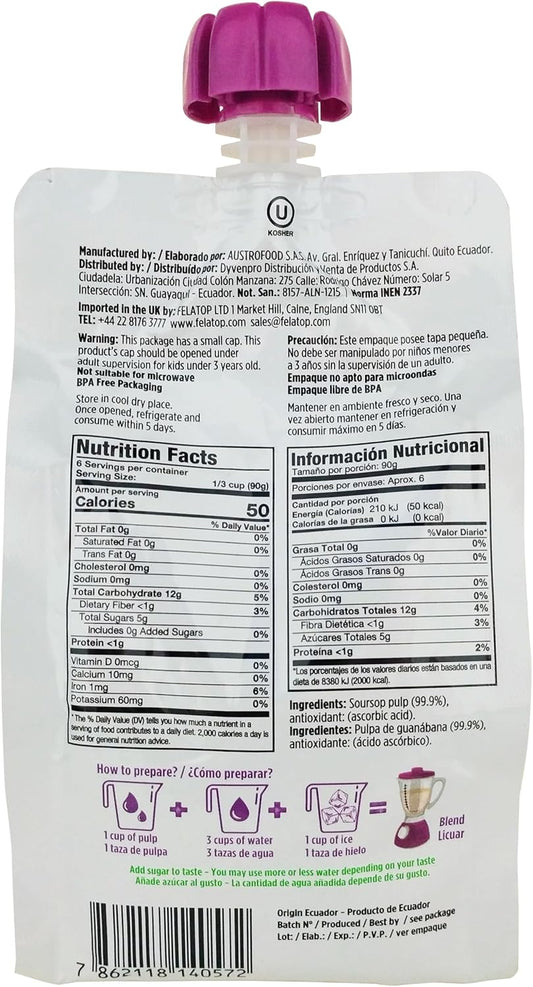 U
KOSHER
Manufactured by: / Elaborado por: AUSTROFOOD S.A.S. Av. Gral. Enríquez y Tanicuchí. Quito Ecuador.
Distributed by: / Distribuído por: Dyvenpro Distribución y Venta de Productos S.A.
Ciudadela: Urbanización Ciudad Colón Manzana: 275 Calle: Rodrigo Chávez Número: Solar 5
Intersección: SN. Guayaquil - Ecuador. Not. San.: 8157-ALN-1215 | Norma INEN 2337
Imported in the UK by: FELATOP LTD 1 Market Hill, Calne, England SN11 0BT
TEL: +44 22 8176 3777 www.felatop.com sales@felatop.com
Warning: This package has a small cap. This
product's cap should be opened under
adult supervision for kids under 3 years old.
Not suitable for microwave
BPA Free Packaging
Store in cool dry place.
Once opened, refrigerate and
consume within 5 days.
Precaución: Este empaque posee tapa pequeña.
No debe ser manipulado por niños menores
a 3 años sin la supervisión de un adulto.
Empaque no apto para microondas
Empaque libre de BPA
Mantener en ambiente fresco y seco. Una
vez abierto mantener en refrigeración y
consumir máximo en 5 días.
Nutrition Facts
6 Servings per container
Serving Size: 1/3 cup (90g)
Amount per serving
Calories 50
% Daily Value*
Total Fat 0g 0%
Saturated Fat 0g 0%
Trans Fat 0g
Cholesterol 0mg 0%
Sodium 0mg 0%
Total Carbohydrate 12g 5%
Dietary Fiber <1g 3%
Total Sugars 5g
Includes 0g Added Sugars 0%
Protein <1g
Vitamin D 0mcg 0%
Calcium 10mg 0%
Iron 1mg 6%
Potassium 60mg 0%
*The % Daily Value (DV) tells you how much a nutrient in a
serving of food contributes to a daily diet. 2,000 calories a day is
used for general nutrition advice.
Información Nutricional
Tamaño por porción: 90g
Porciones por envase: Aprox. 6
Cantidad por porción
Energía (Calorías) 210 kJ (50 kcal)
Calorías de la grasa 0 kJ (0 kcal)
%Valor Diario*
Grasa Total 0g 0%
Ácidos Grasos Saturados 0g 0%
Ácidos Grasos Trans 0g
Colesterol 0mg 0%
Sodio 0mg 0%
Carbohidratos Totales 12g 4%
Fibra Dietética <1g 3%
Azúcares Totales 5g
Proteína <1g 2%
*Los porcentajes de los valores diarios están basados en una
dieta de 8380 kJ (2000 kcal).
Ingredients: Soursop pulp (99.9%),
antioxidant: (ascorbic acid).
Ingredientes: Pulpa de guanábana (99.9%),
antioxidante: (ácido ascórbico).
How to prepare? / ¿Cómo preparar?
+ + =
1 cup of pulp
1 taza de pulpa
3 cups of water
3 tazas de agua
1 cup of ice
1 taza de hielo
Blend
Licuar
Add sugar to taste - You may use more or less water depending on your taste
Añade azúcar al gusto - La cantidad de agua añadida depende de su gusto.
Origin Ecuador - Producto de Ecuador
Batch N° / Produced / Best by / see package
Lot: / Elab.: / Exp.: / P.V.P. / ver empaque
7 862118 140572